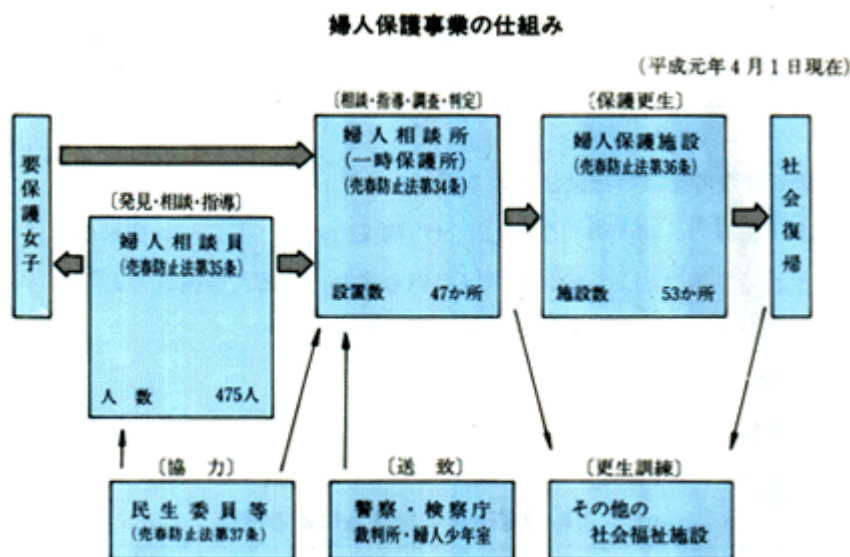 婦人保護事業の仕組み
(平成元年4月1日現在)
要保護女子
〔発見・相談・指導〕
婦人相談員
(売春防止法第35条)
人数 475人
〔相談・指導・調査・判定〕
婦人相談所
(一時保護所)
(売春防止法第34条)
設置数 47か所
〔保護更生〕
婦人保護施設
(売春防止法第36条)
施設数 53か所
社会復帰
〔協力〕
民生委員等
(売春防止法第37条)
〔送致〕
警察・検察庁
裁判所・婦人少年室
〔更生訓練〕
その他の
社会福祉施設